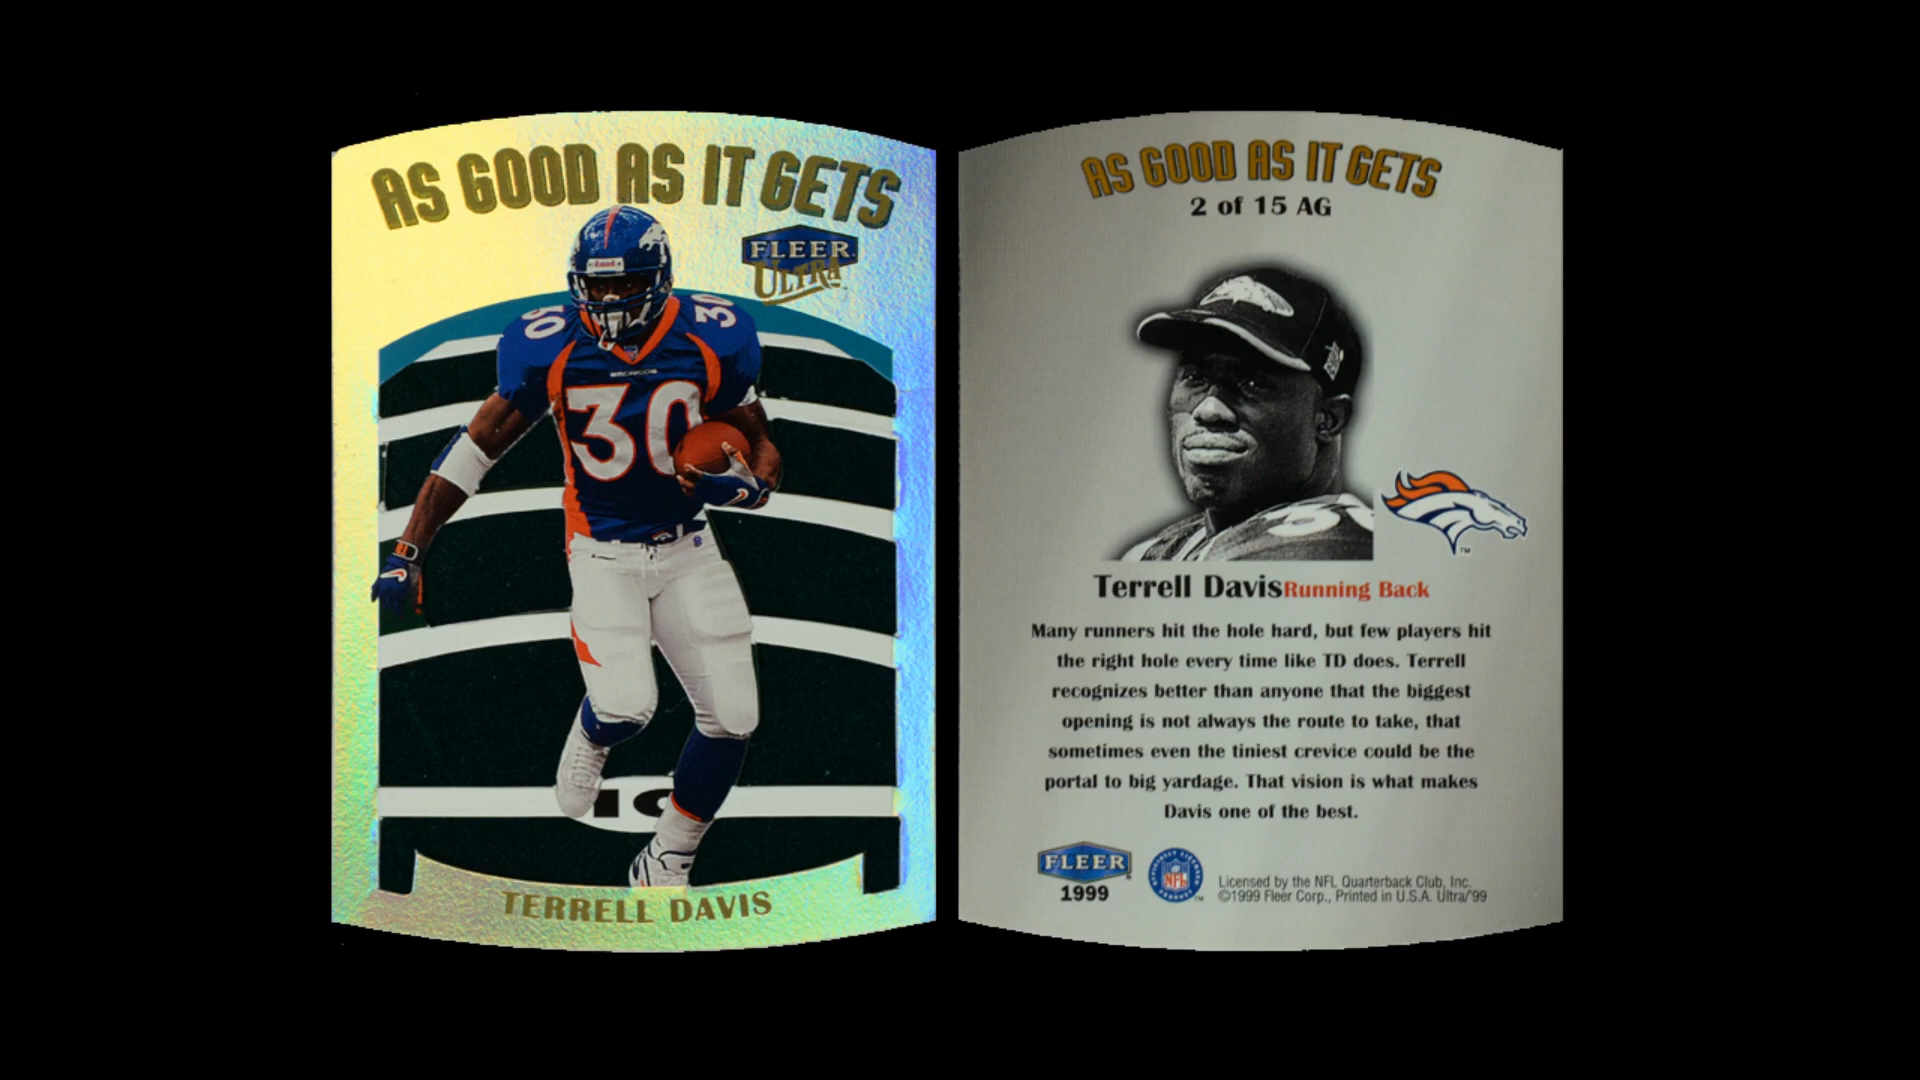 AS GOOD AS IT GETS
FLEER
ULTRA
Riddell
30
30
BRONCOS
30
10
TERRELL DAVIS
AS GOOD AS IT GETS
2 of 15 AG
TM
Terrell Davis Running Back
Many runners hit the hole hard, but few players hit
the right hole every time like TD does. Terrell
recognizes better than anyone that the biggest
opening is not always the route to take, that
sometimes even the tiniest crevice could be the
portal to big yardage. That vision is what makes
Davis one of the best.
FLEER
1999
NFL
TM
Licensed by the NFL Quarterback Club, Inc.
©1999 Fleer Corp., Printed in U.S.A. Ultra/'99